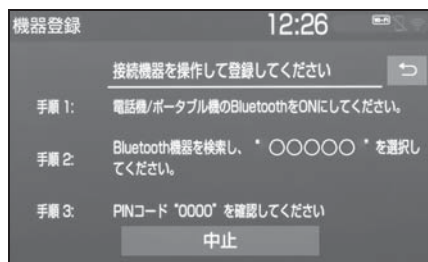 機器登録
12:26
接続機器を操作して登録してください
手順 1:
電話機/ポータブル機のBluetoothをONにしてください。
手順 2:
Bluetooth機器を検索し、" ○○○○○ " を選択し
てください。
手順 3:
PINコード "0000" を確認してください
中止